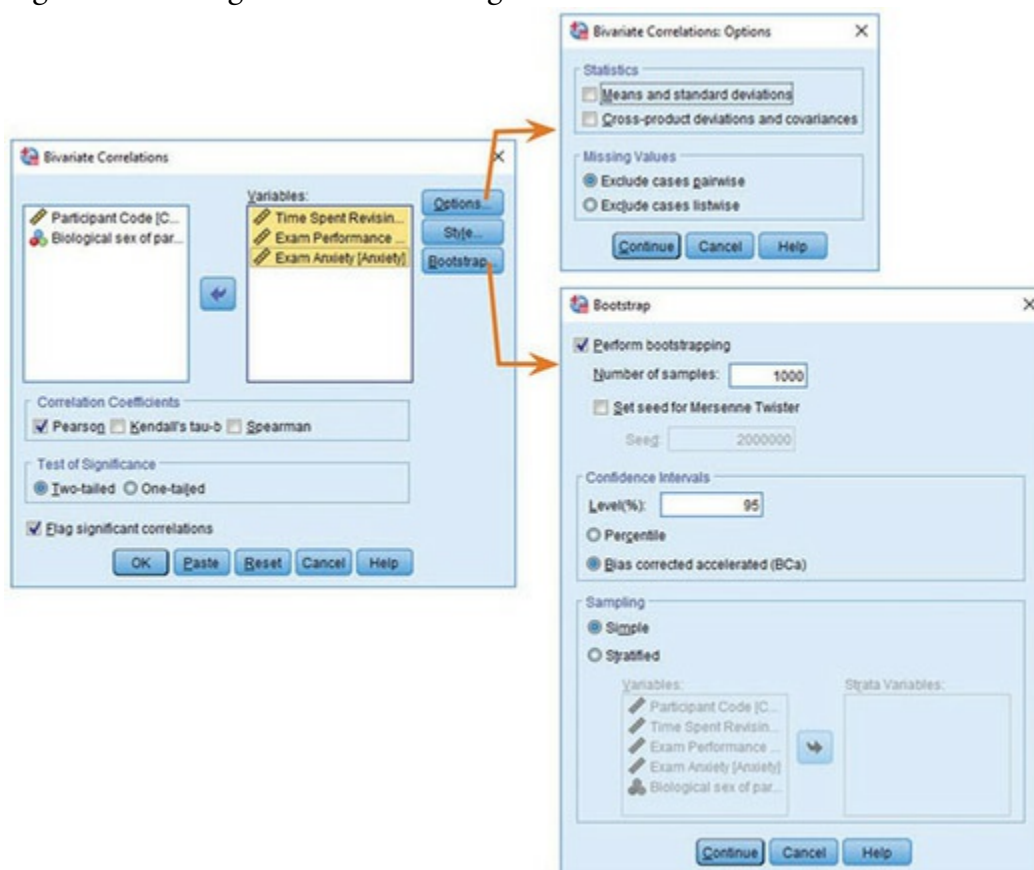 Bivariate Correlations: Options
Statistics
Means and standard deviations
Cross-product deviations and covariances
Missing Values
Exclude cases pairwise
Exclude cases listwise
Continue Cancel Help
Bivariate Correlations
Variables:
Participant Code [C...
Biological sex of par...
Time Spent Revisin...
Exam Performance ...
Exam Anxiety [Anxiety]
Options...
Style...
Bootstrap...
Correlation Coefficients
Pearson Kendall's tau-b Spearman
Test of Significance
Two-tailed One-tailed
Flag significant correlations
OK Paste Reset Cancel Help
Bootstrap
Perform bootstrapping
Number of samples: 1000
Set seed for Mersenne Twister
Seed: 2000000
Confidence Intervals
Level(%): 95
Percentile
Bias corrected accelerated (BCa)
Sampling
Simple
Stratified
Variables: Strata Variables:
Participant Code [C...
Time Spent Revisin...
Exam Performance ...
Exam Anxiety [Anxiety]
Biological sex of par...
Continue Cancel Help